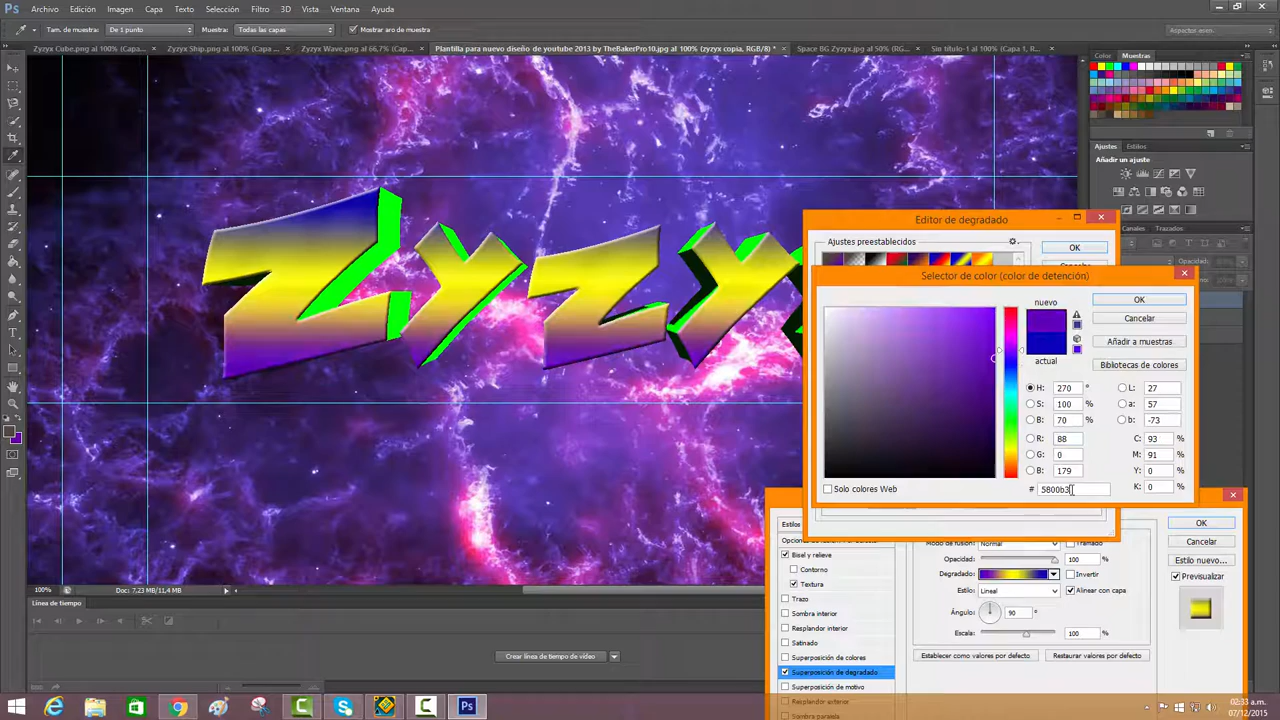 Ps Archivo Edición Imagen Capa Texto Selección Filtro 3D Vista Ventana Ayuda
Tam. de muestra: De 1 punto Muestra: Todas las capas Mostrar aro de muestra
Zyzyx Cube.png al 100% (Capa Zyzyx Ship.png al 100% (Capa Zyzyx Wave.png al 66,7% (Capa Plantilla para nuevo diseño de youtube 2013 by TheBakerPro10.jpg al 100% (zyzyx copia, RGB/8) * Space BG Zyzyx.jpg al 50% (RGB/ Sin título-1 al 100% (Capa 1,
Color Muestras
Ajustes Estilos
Añadir un ajuste
Trazados
Opacidad:
Zyzy
Editor de degradado
Ajustes preestablecidos
OK
Selector de color (color de detención)
nuevo
actual
OK
Cancelar
Añadir a muestras
Bibliotecas de colores
H: 270 ° L: 27
S: 100 % a: 57
B: 70 % b: -73
R: 88 C: 93 %
G: 0 M: 91 %
B: 179 Y: 0 %
# 5800b3 K: 0 %
Solo colores Web
Estilos
Bisel y relieve
Contorno
Textura
Trazo
Sombra interior
Resplandor interior
Satinado
Superposición de colores
Superposición de degradado
Superposición de motivo
Resplandor exterior
Sombra paralela
Modo de fusión: Normal Tramado
Opacidad: 100 %
Degradado: Invertir
Estilo: Lineal Alinear con capa
Ángulo: 90 °
Escala: 100 %
Establecer como valores por defecto Restaurar valores por defecto
OK
Cancelar
Estilo nuevo...
Previsualizar
100% Doc: 7,23 MB/11,4 MB
Línea de tiempo
Crear línea de tiempo de vídeo
02:33 a.m.
07/12/2015